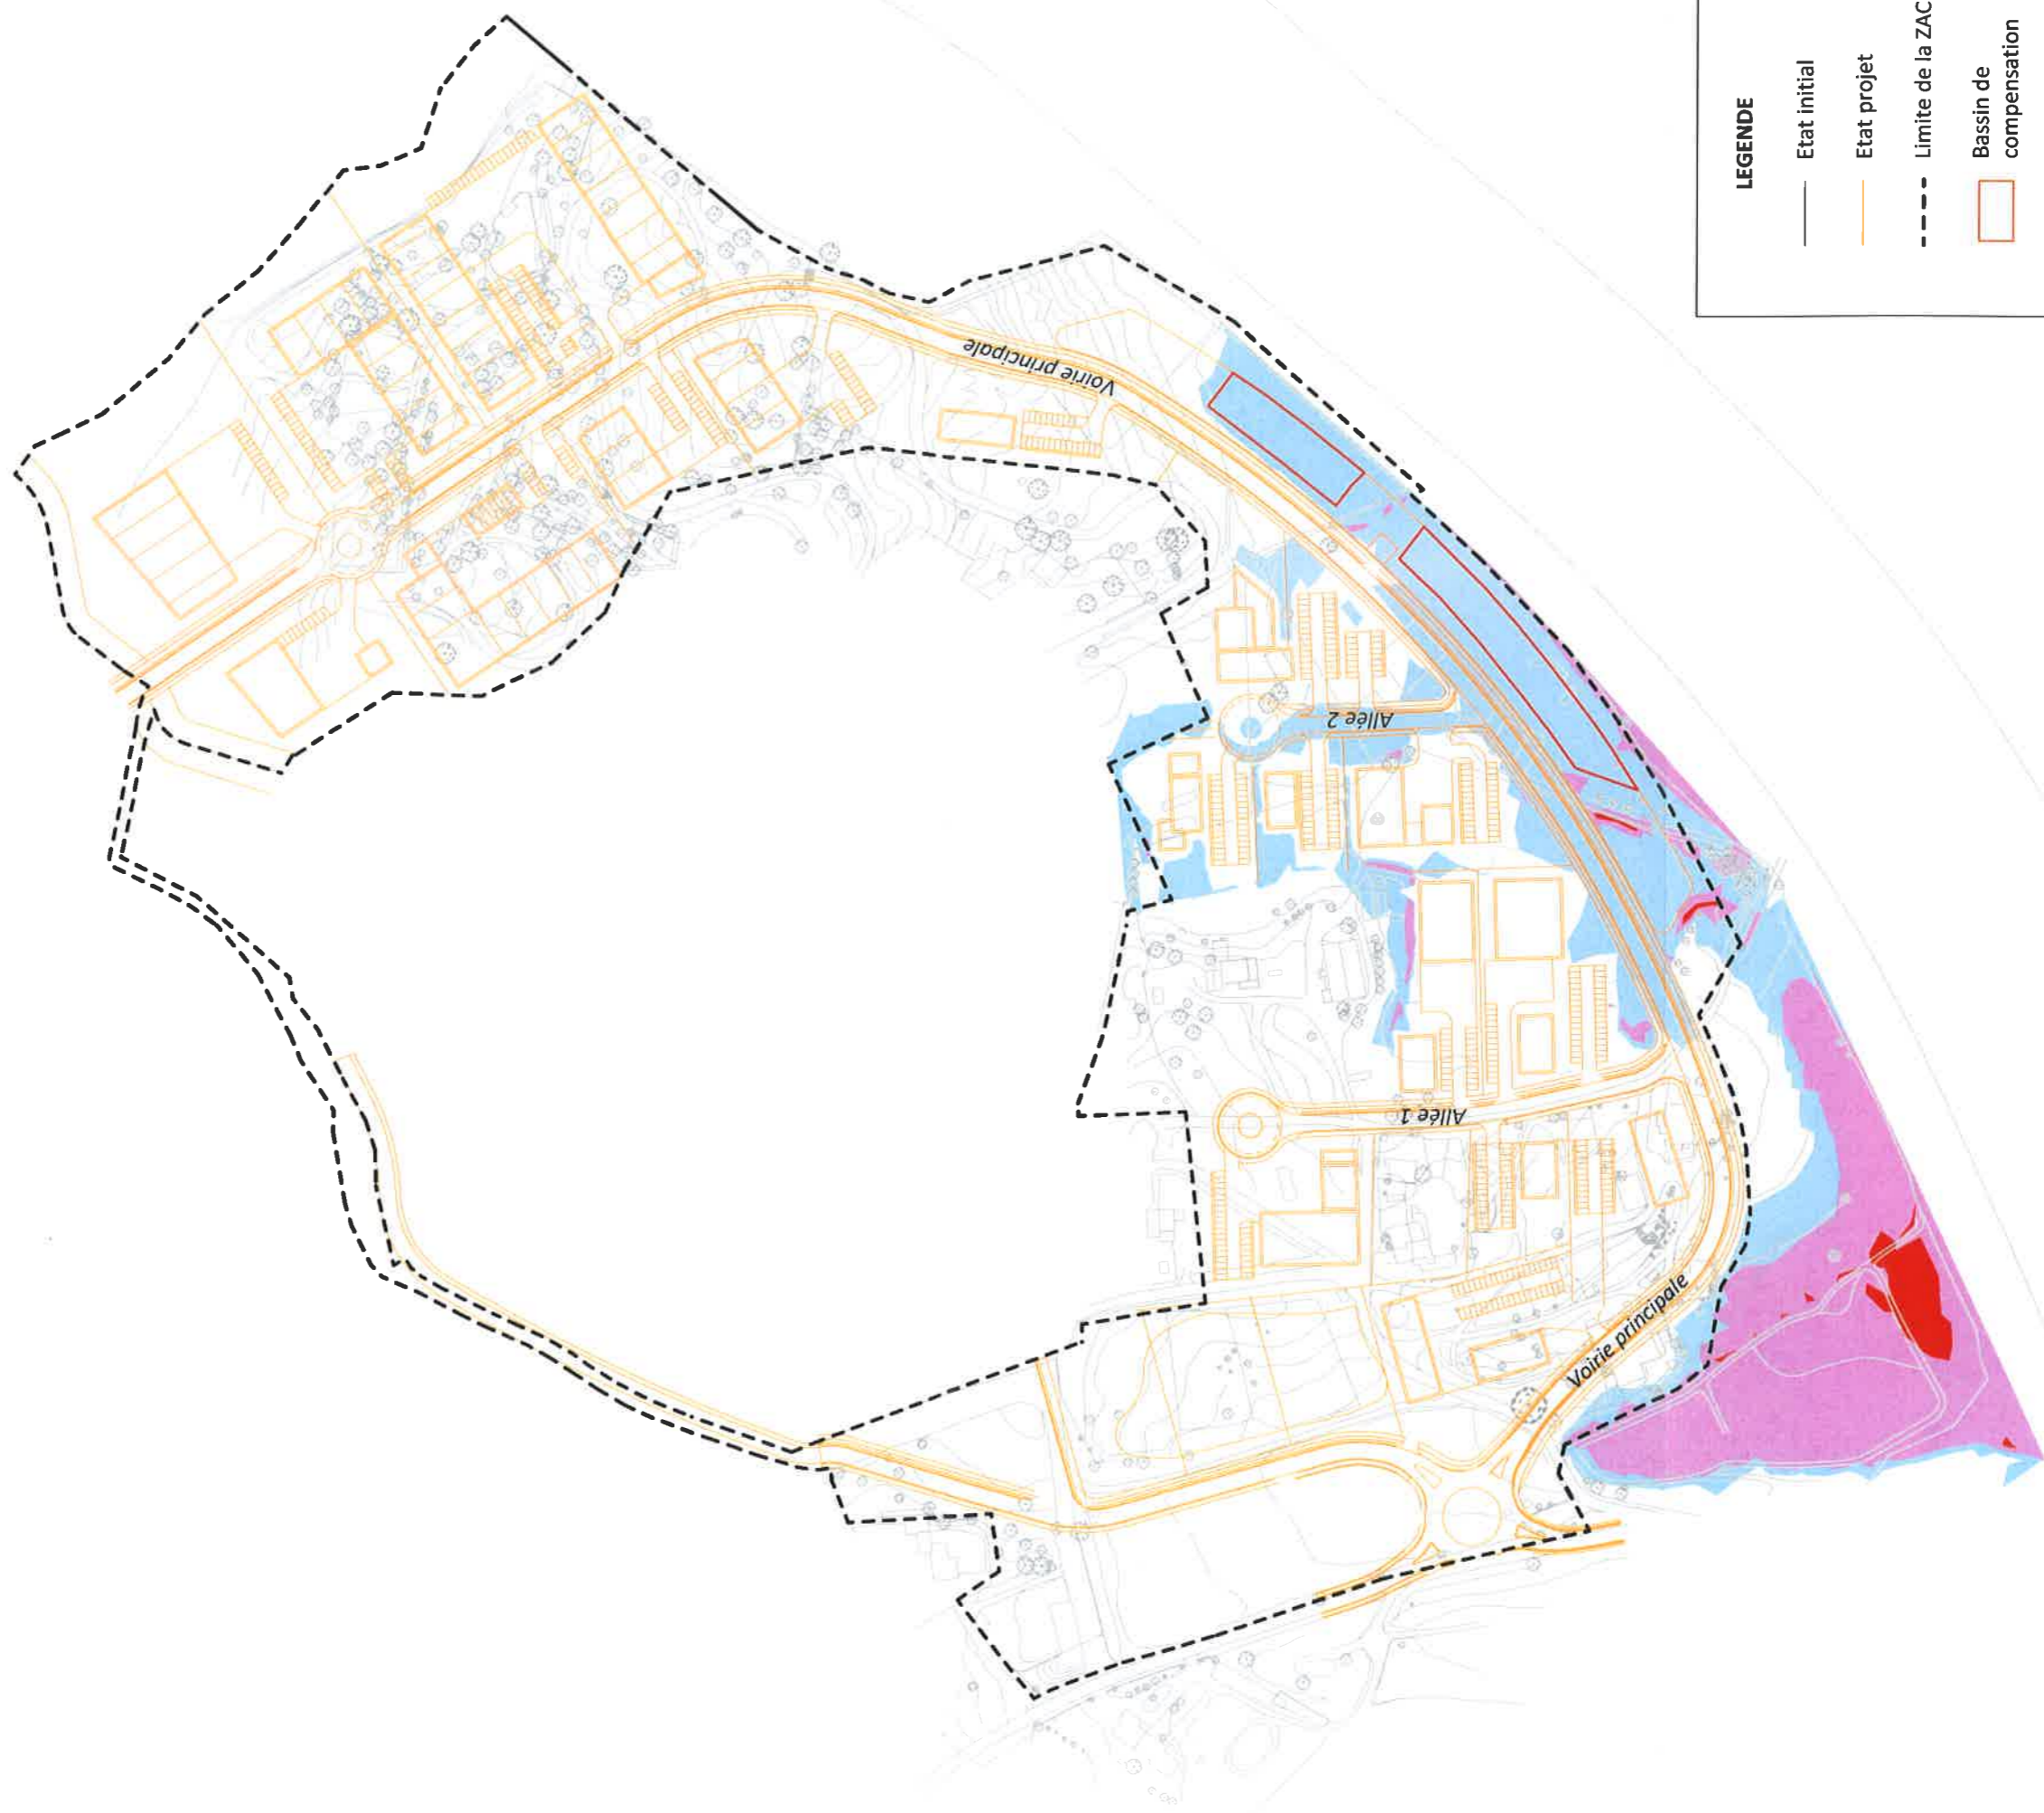 Voirie principale
Allée 2
Allée 1
Voirie principale
LEGENDE
Etat initial
Etat projet
Limite de la ZAC
Bassin de
compensation